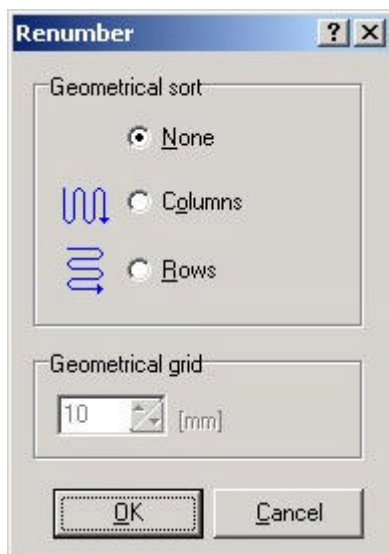 Renumber
Geometrical sort
None
Columns
Rows
Geometrical grid
10 [mm]
OK Cancel